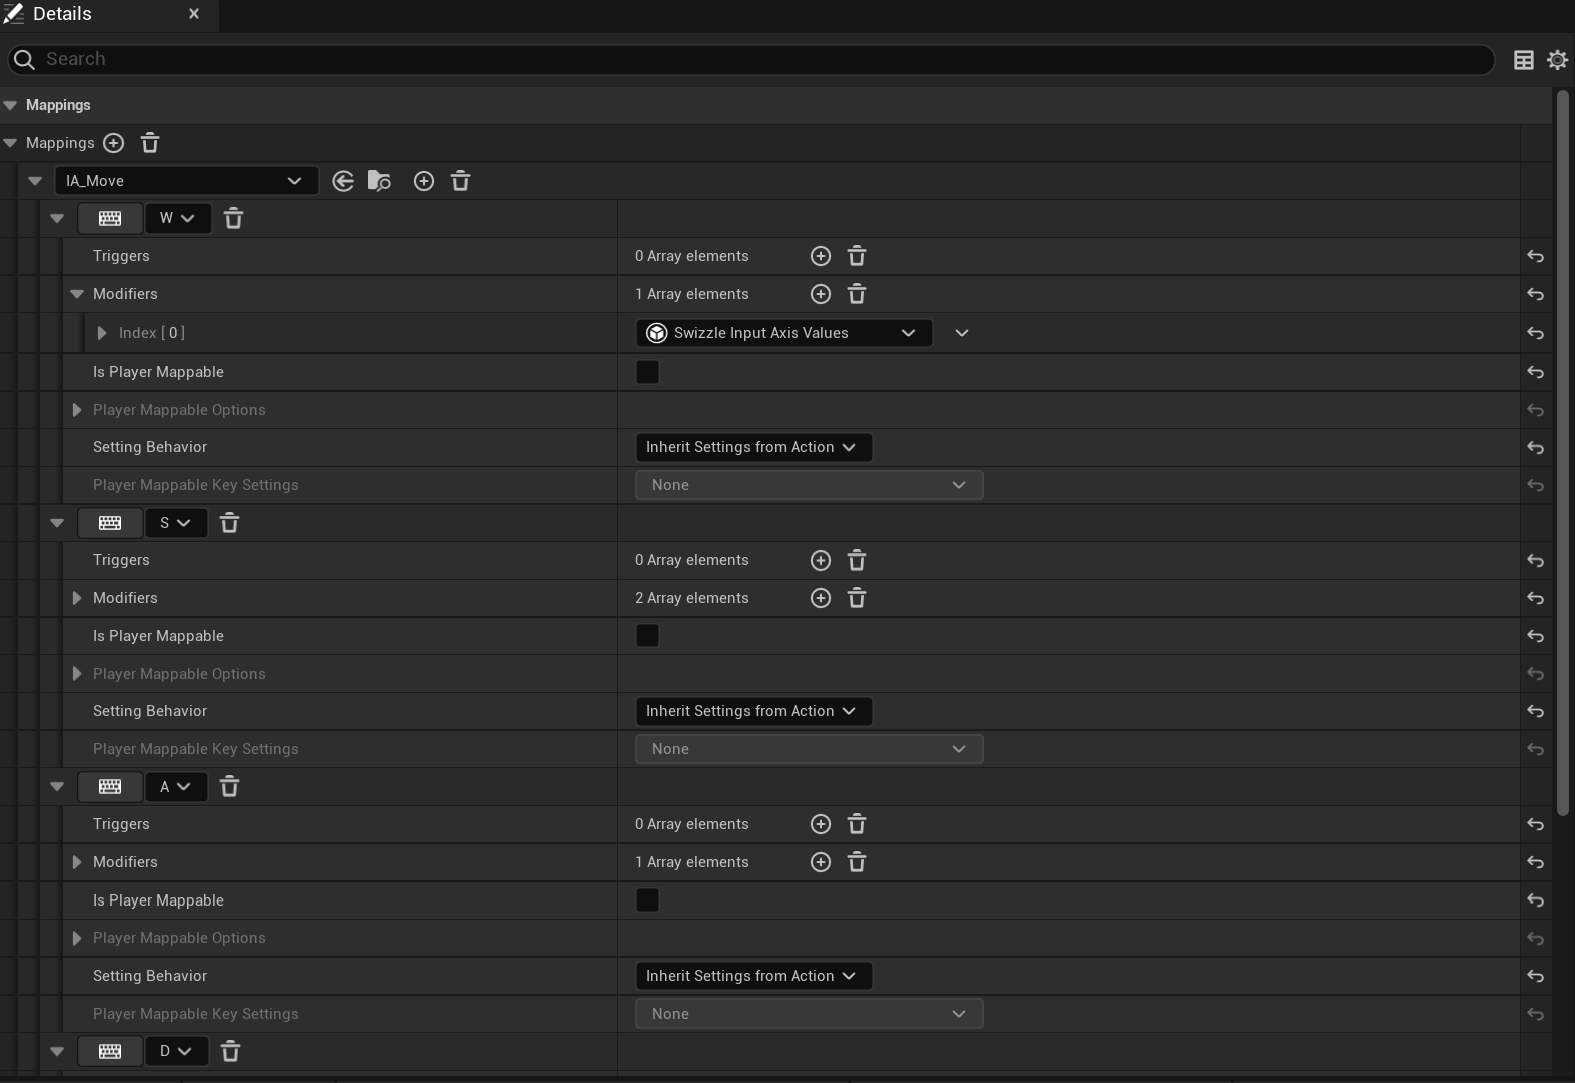 Details
Search
Mappings
Mappings
IA_Move
W
Triggers 0 Array elements
Modifiers 1 Array elements
Index [ 0 ] Swizzle Input Axis Values
Is Player Mappable
Player Mappable Options
Setting Behavior Inherit Settings from Action
Player Mappable Key Settings None
S
Triggers 0 Array elements
Modifiers 2 Array elements
Is Player Mappable
Player Mappable Options
Setting Behavior Inherit Settings from Action
Player Mappable Key Settings None
A
Triggers 0 Array elements
Modifiers 1 Array elements
Is Player Mappable
Player Mappable Options
Setting Behavior Inherit Settings from Action
Player Mappable Key Settings None
D